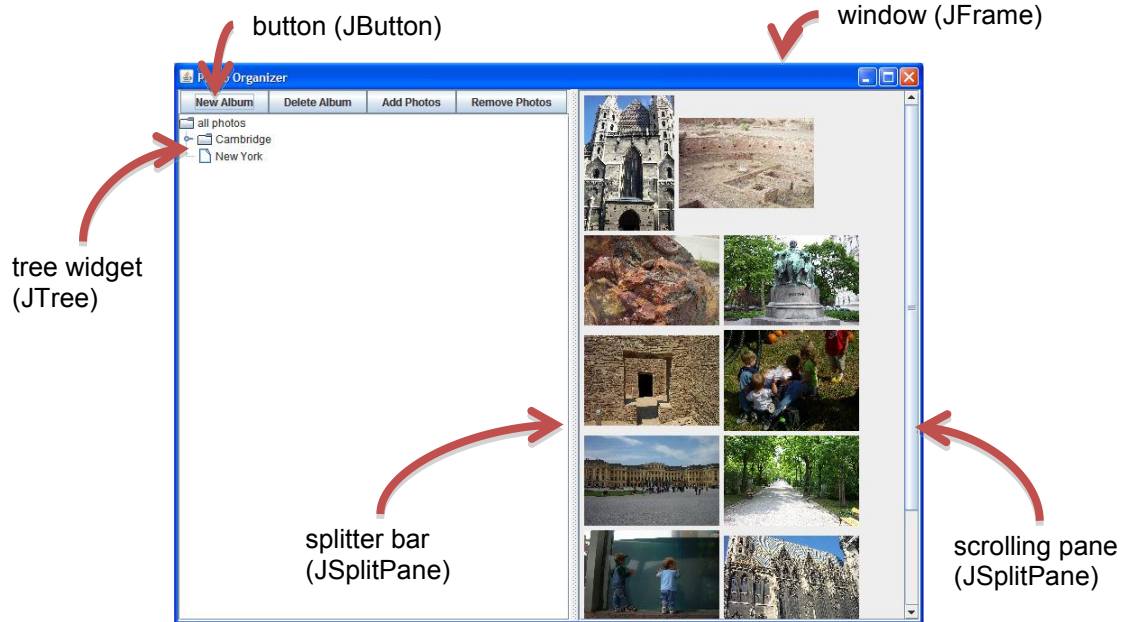 button (JButton)
window (JFrame)
Organizer
New Album Delete Album Add Photos Remove Photos
all photos
Cambridge
New York
tree widget
(JTree)
splitter bar
(JSplitPane)
scrolling pane
(JSplitPane)